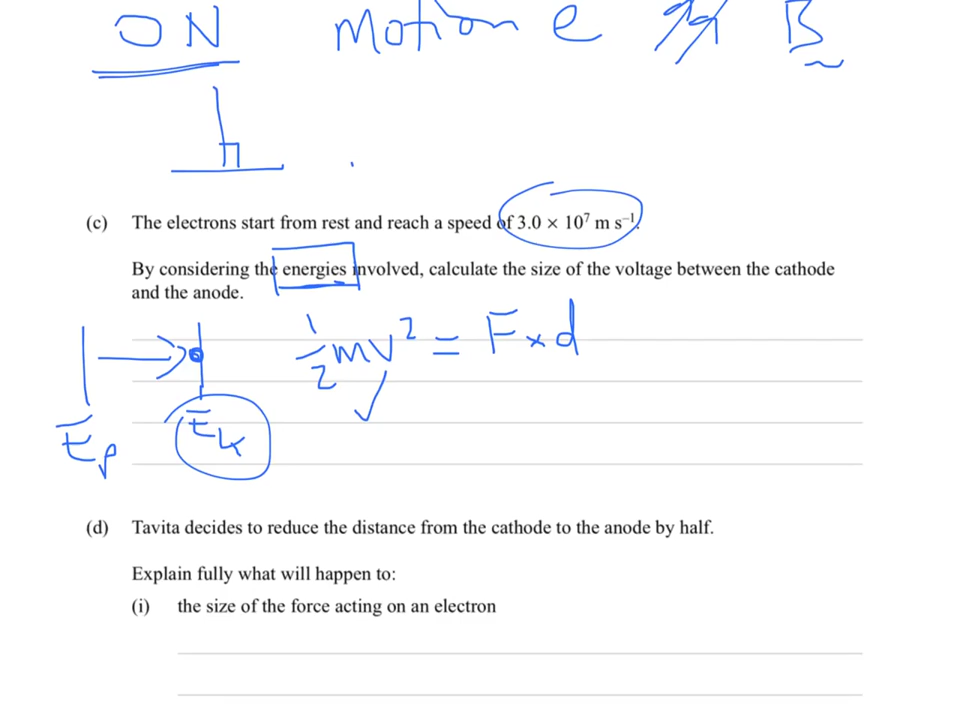 ON Motion e // B
h
(c) The electrons start from rest and reach a speed of 3.0 × 10⁷ m s⁻¹.
By considering the energies involved, calculate the size of the voltage between the cathode
and the anode.
½mv² = F×d
Ep Ek
(d) Tavita decides to reduce the distance from the cathode to the anode by half.
Explain fully what will happen to:
(i) the size of the force acting on an electron